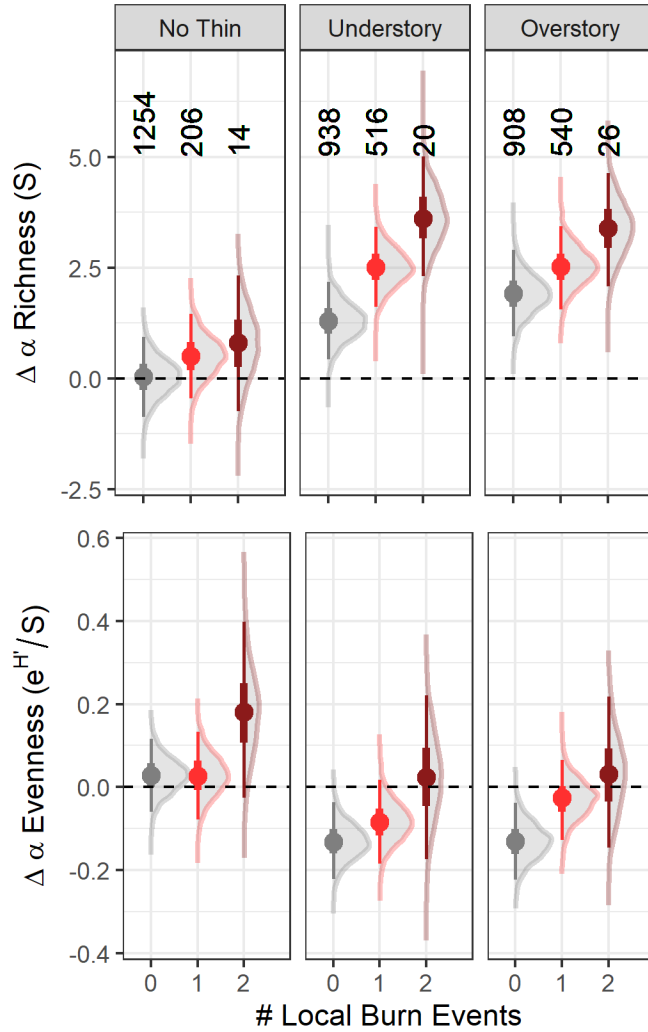 No Thin Understory Overstory
Δ α Richness (S)
5.0
2.5
0.0
-2.5
1254 206 14 938 516 20 908 540 26
Δ α Evenness (e^H'/S)
0.6
0.4
0.2
0.0
-0.2
-0.4
0 1 2 0 1 2 0 1 2
# Local Burn Events